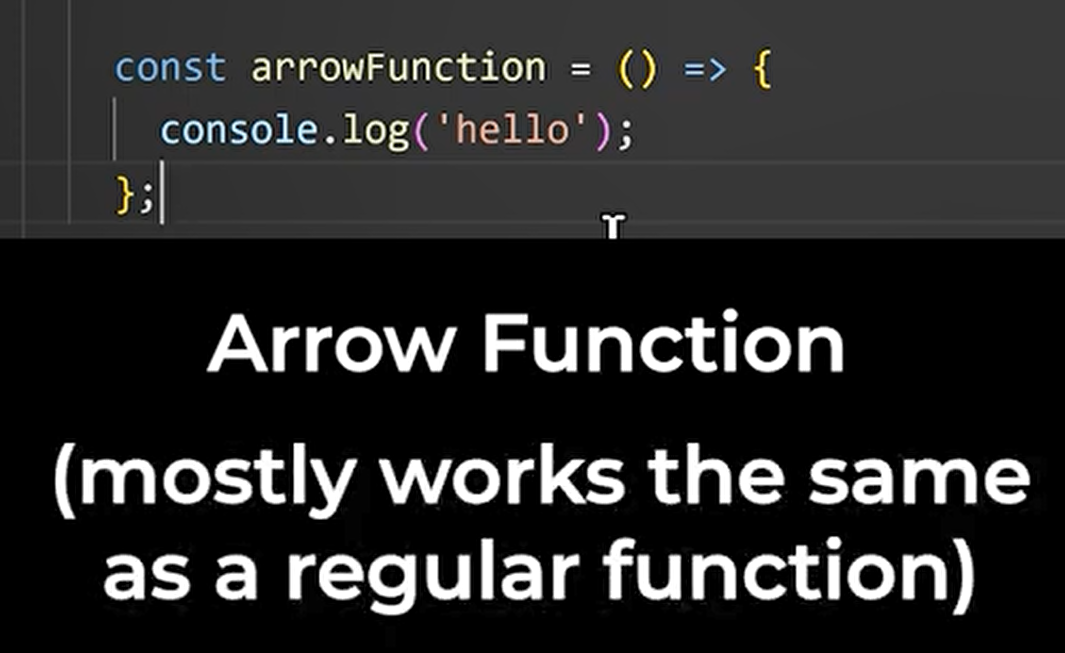 const arrowFunction = () => {
console.log('hello');
};
Arrow Function
(mostly works the same
as a regular function)